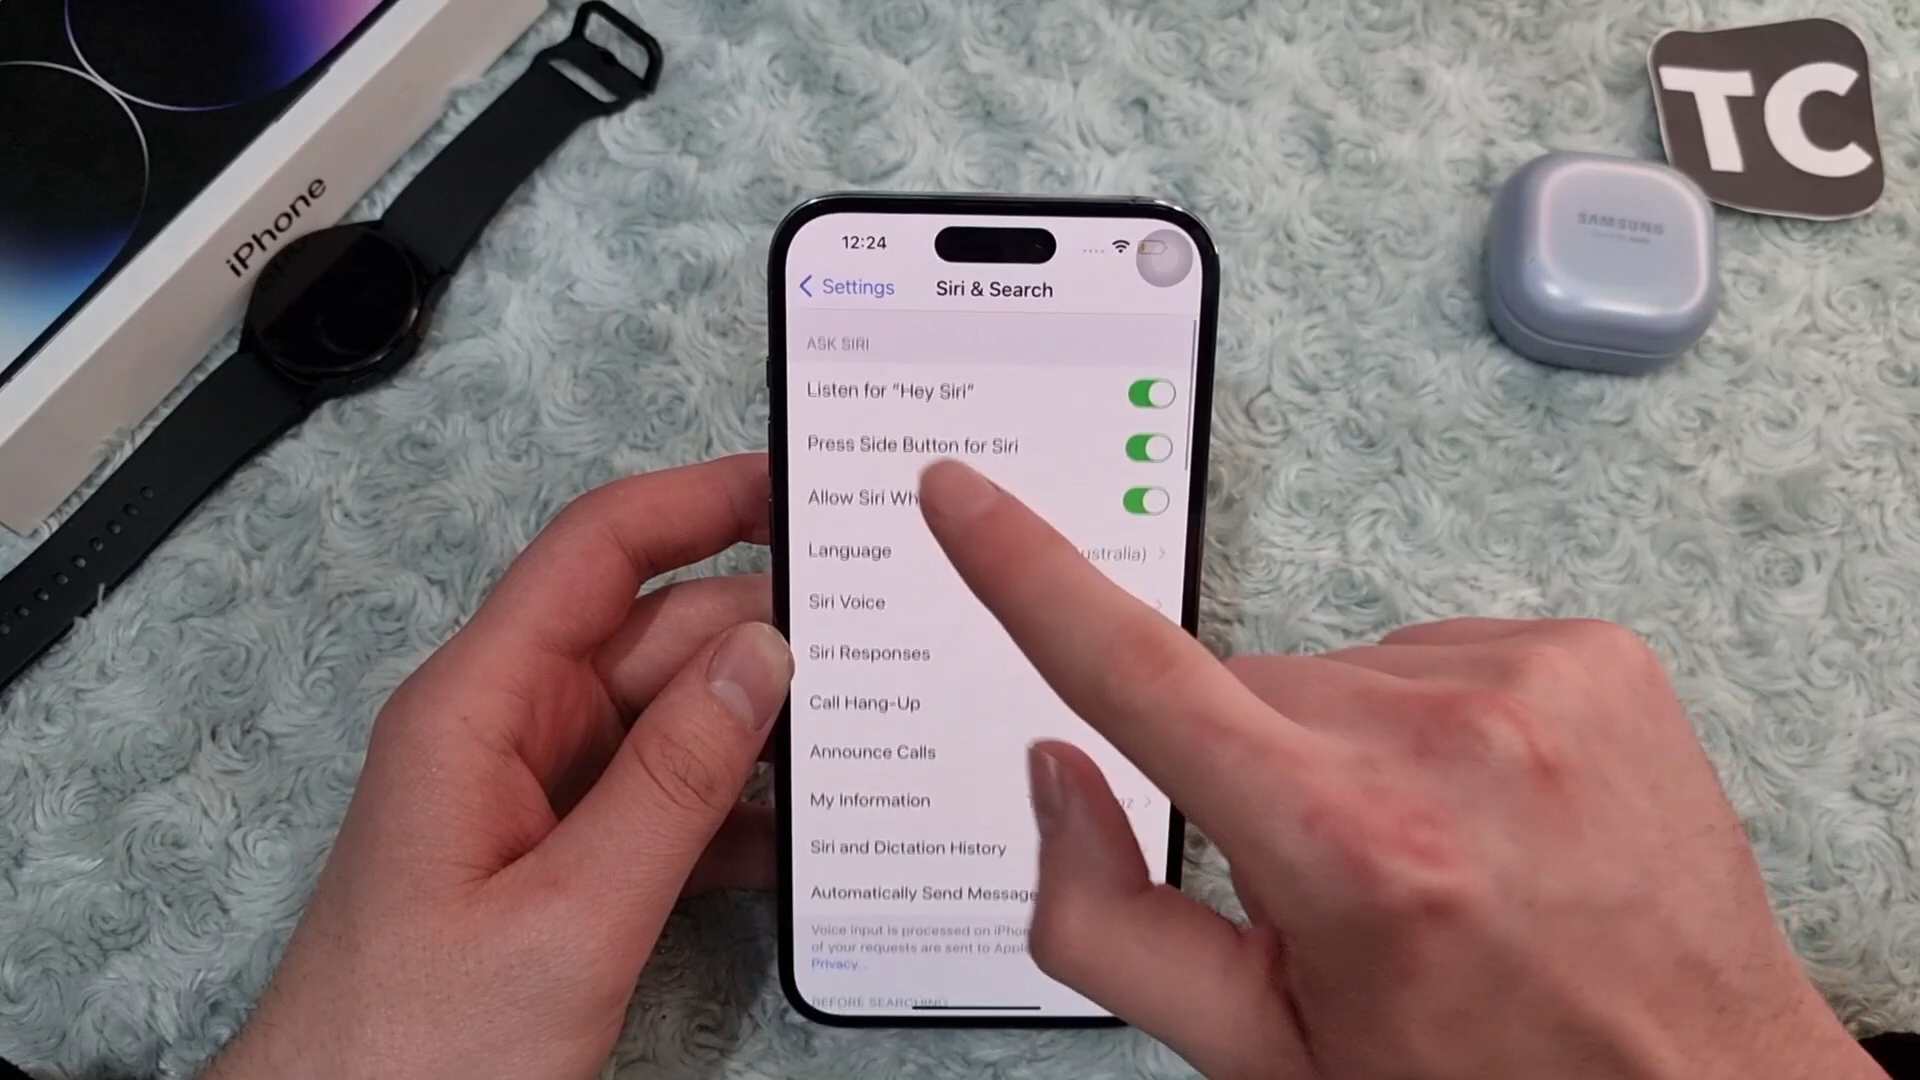 iPhone
TC
SAMSUNG
12:24
Settings
Siri & Search
ASK SIRI
Listen for "Hey Siri"
Press Side Button for Siri
Allow Siri Wh
Language
ustralia)
Siri Voice
Siri Responses
Call Hang-Up
Announce Calls
My Information
oz
Siri and Dictation History
Automatically Send Message
Voice input is processed on iPhon
of your requests are sent to Appl
Privacy...
BEFORE SEARCHING